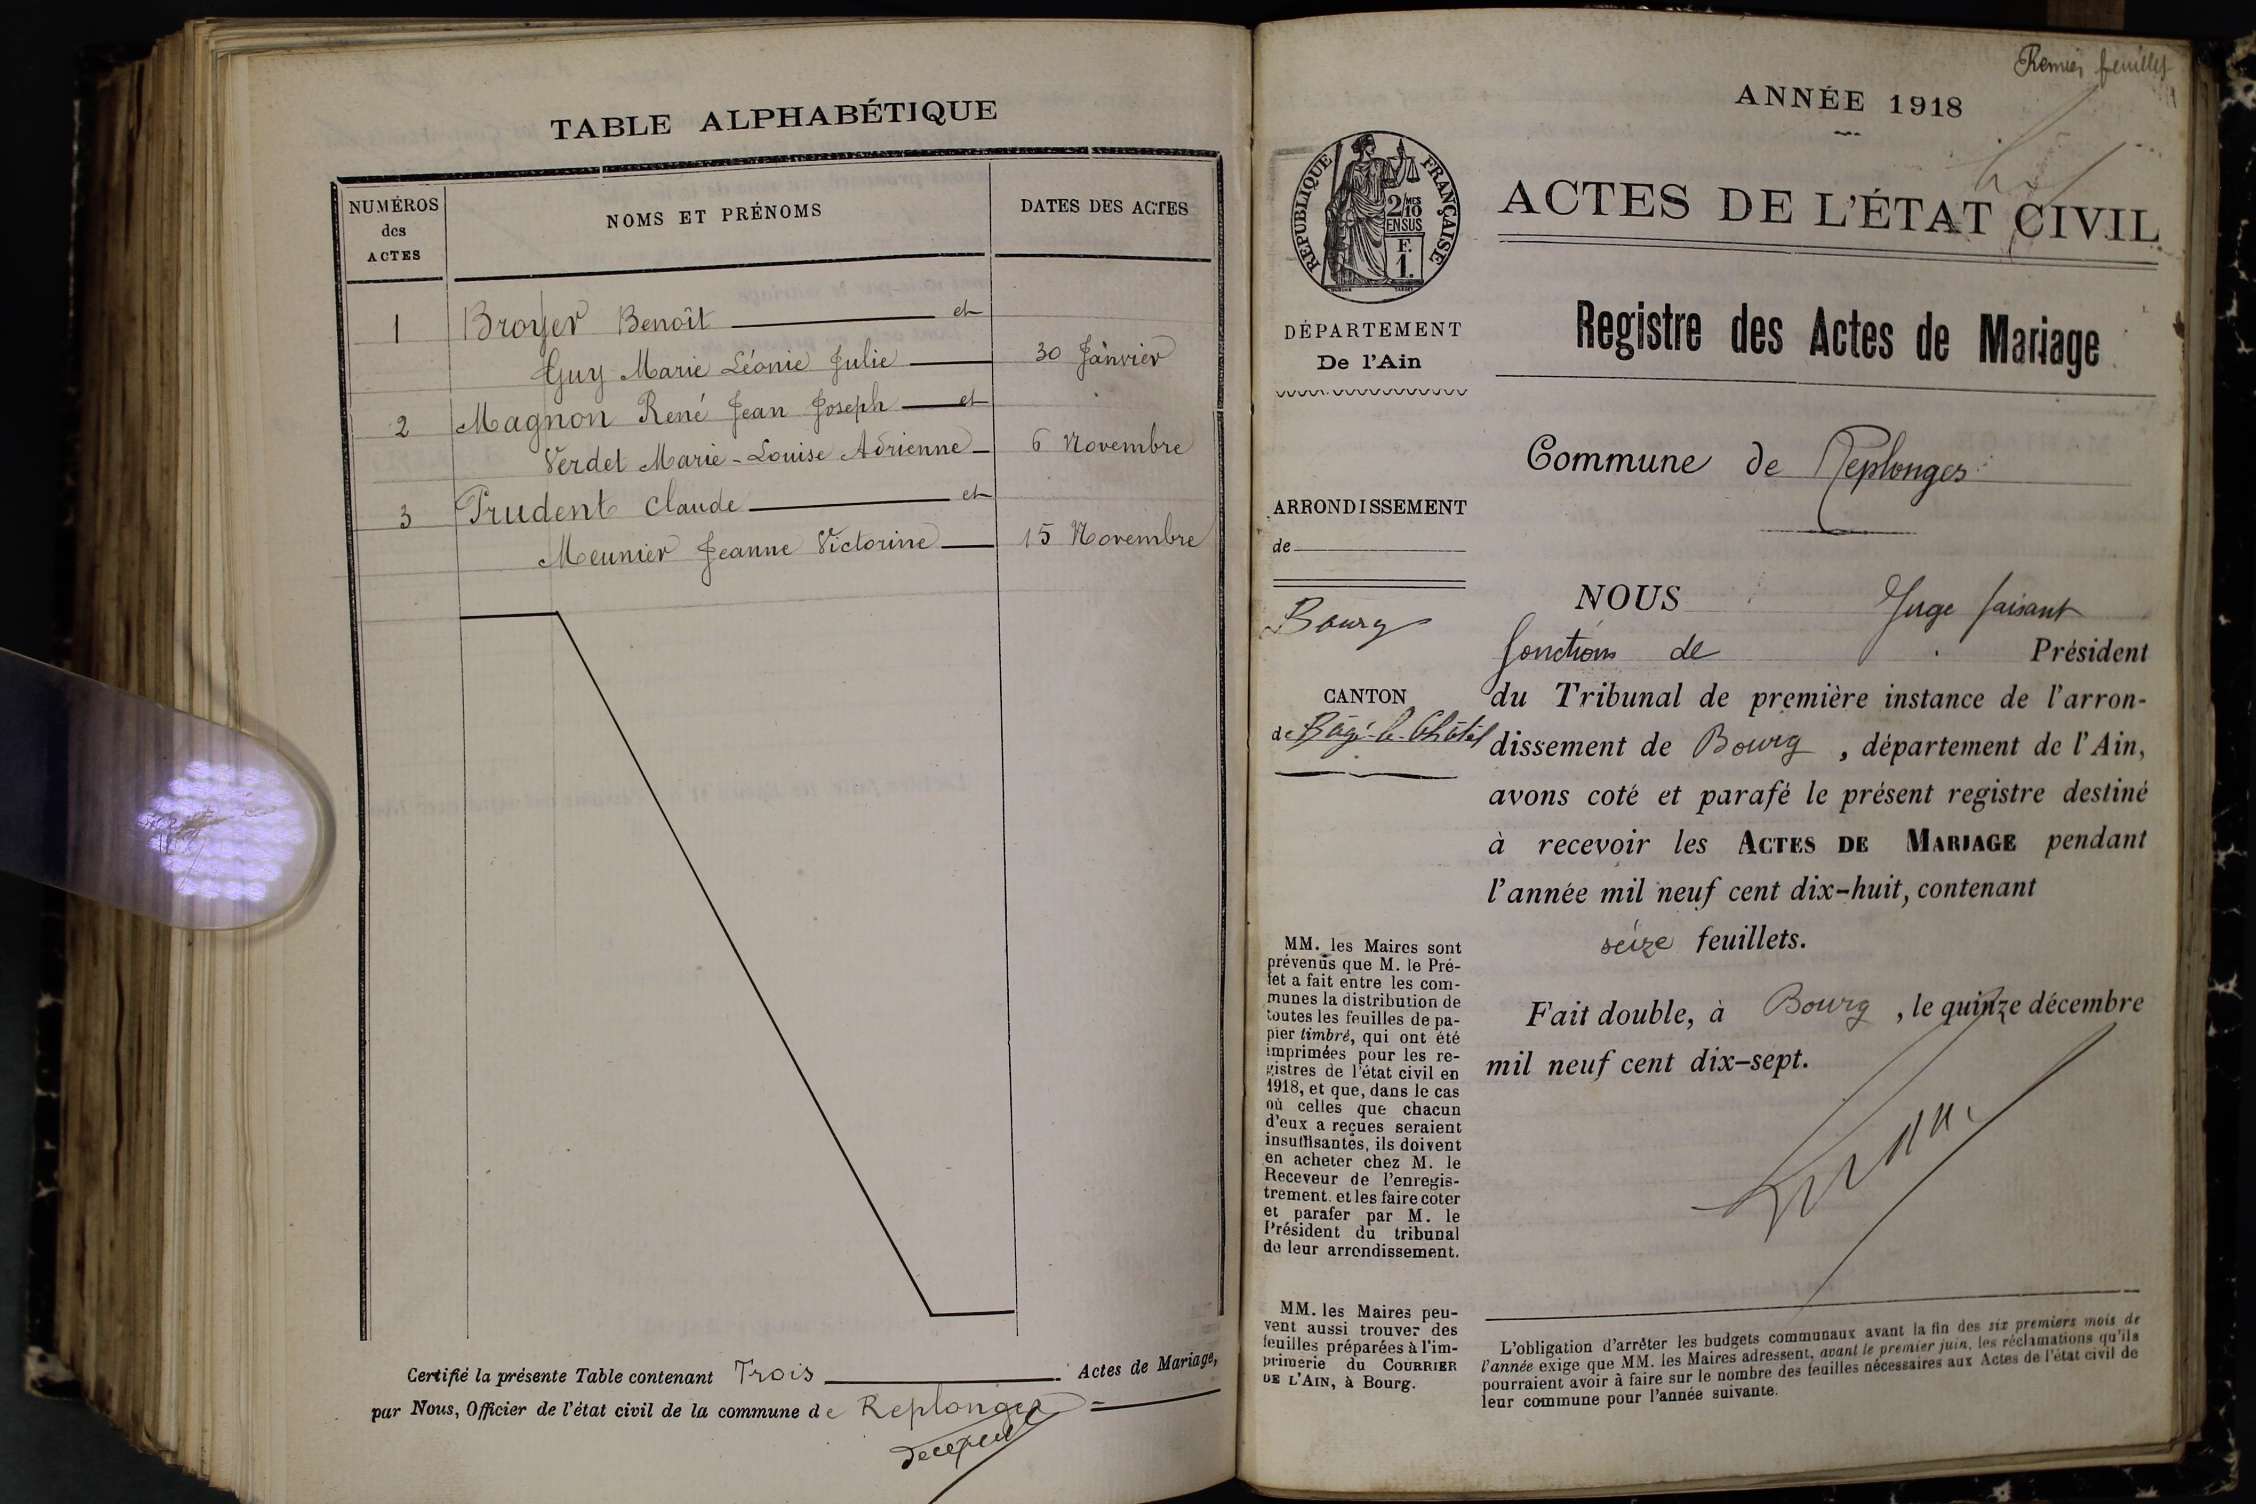 TABLE ALPHABÉTIQUE
NUMÉROS
des
ACTES
NOMS ET PRÉNOMS
DATES DES ACTES
1 Broyer Benoît et
Guy Marie Léonie Julie 30 Janvier
2 Magnon René Jean Joseph et
Verdet Marie-Louise Adrienne 6 Novembre
3 Prudent Claude et
Meunier Jeanne Victorine 15 Novembre
Certifié la présente Table contenant Trois Actes de Mariage,
par Nous, Officier de l'état civil de la commune de Replonges
Premier feuillet
ANNÉE 1918
RÉPUBLIQUE FRANÇAISE
2/10 MES
EN SUS
F.
1.
ACTES DE L'ÉTAT CIVIL
DÉPARTEMENT
De l'Ain
Registre des Actes de Mariage
Commune de Replonges
ARRONDISSEMENT
de
Bourg
CANTON
de Bâgé-le-Châtel
NOUS Juge faisant
fonctions de Président
du Tribunal de première instance de l'arron-
dissement de Bourg, département de l'Ain,
avons coté et parafé le présent registre destiné
à recevoir les ACTES DE MARIAGE pendant
l'année mil neuf cent dix-huit, contenant
seize feuillets.
Fait double, à Bourg, le quinze décembre
mil neuf cent dix-sept.
MM. les Maires sont
prévenus que M. le Pré-
fet a fait entre les com-
munes la distribution de
toutes les feuilles de pa-
pier timbré, qui ont été
imprimées pour les re-
gistres de l'état civil en
1918, et que, dans le cas
où celles que chacun
d'eux a reçues seraient
insuffisantes, ils doivent
en acheter chez M. le
Receveur de l'enregis-
trement. et les faire coter
et parafer par M. le
Président du tribunal
de leur arrondissement.
MM. les Maires peu-
vent aussi trouver des
feuilles préparées à l'im-
primerie du COURRIER
DE L'AIN, à Bourg.
L'obligation d'arrêter les budgets communaux avant la fin des six premiers mois de
l'année exige que MM. les Maires adressent, avant le premier juin, les réclamations qu'ils
pourraient avoir à faire sur le nombre des feuilles nécessaires aux Actes de l'état civil de
leur commune pour l'année suivante.